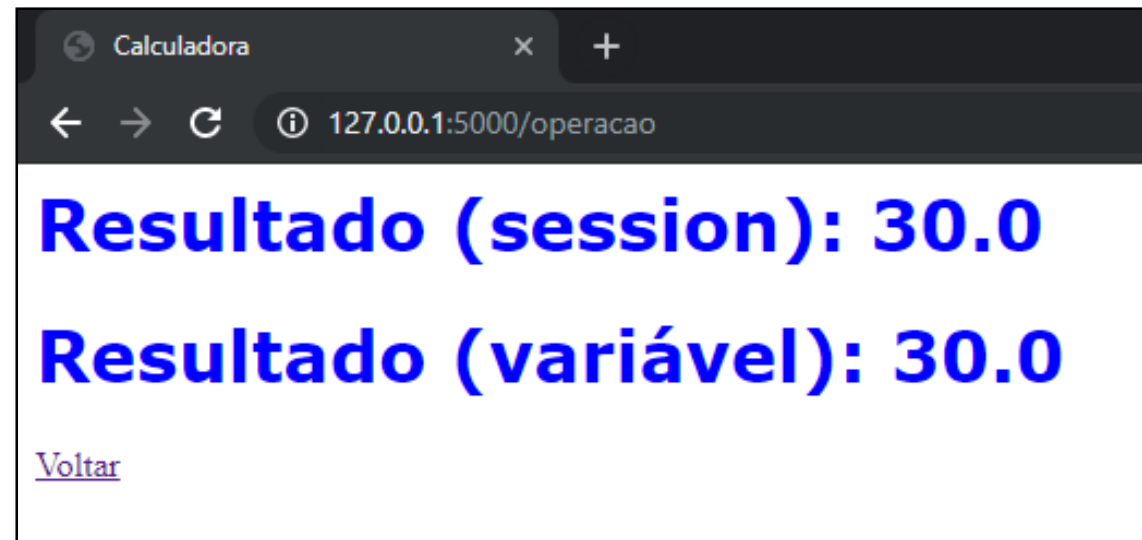 Calculadora
127.0.0.1:5000/operacao
Resultado (session): 30.0
Resultado (variável): 30.0
Voltar